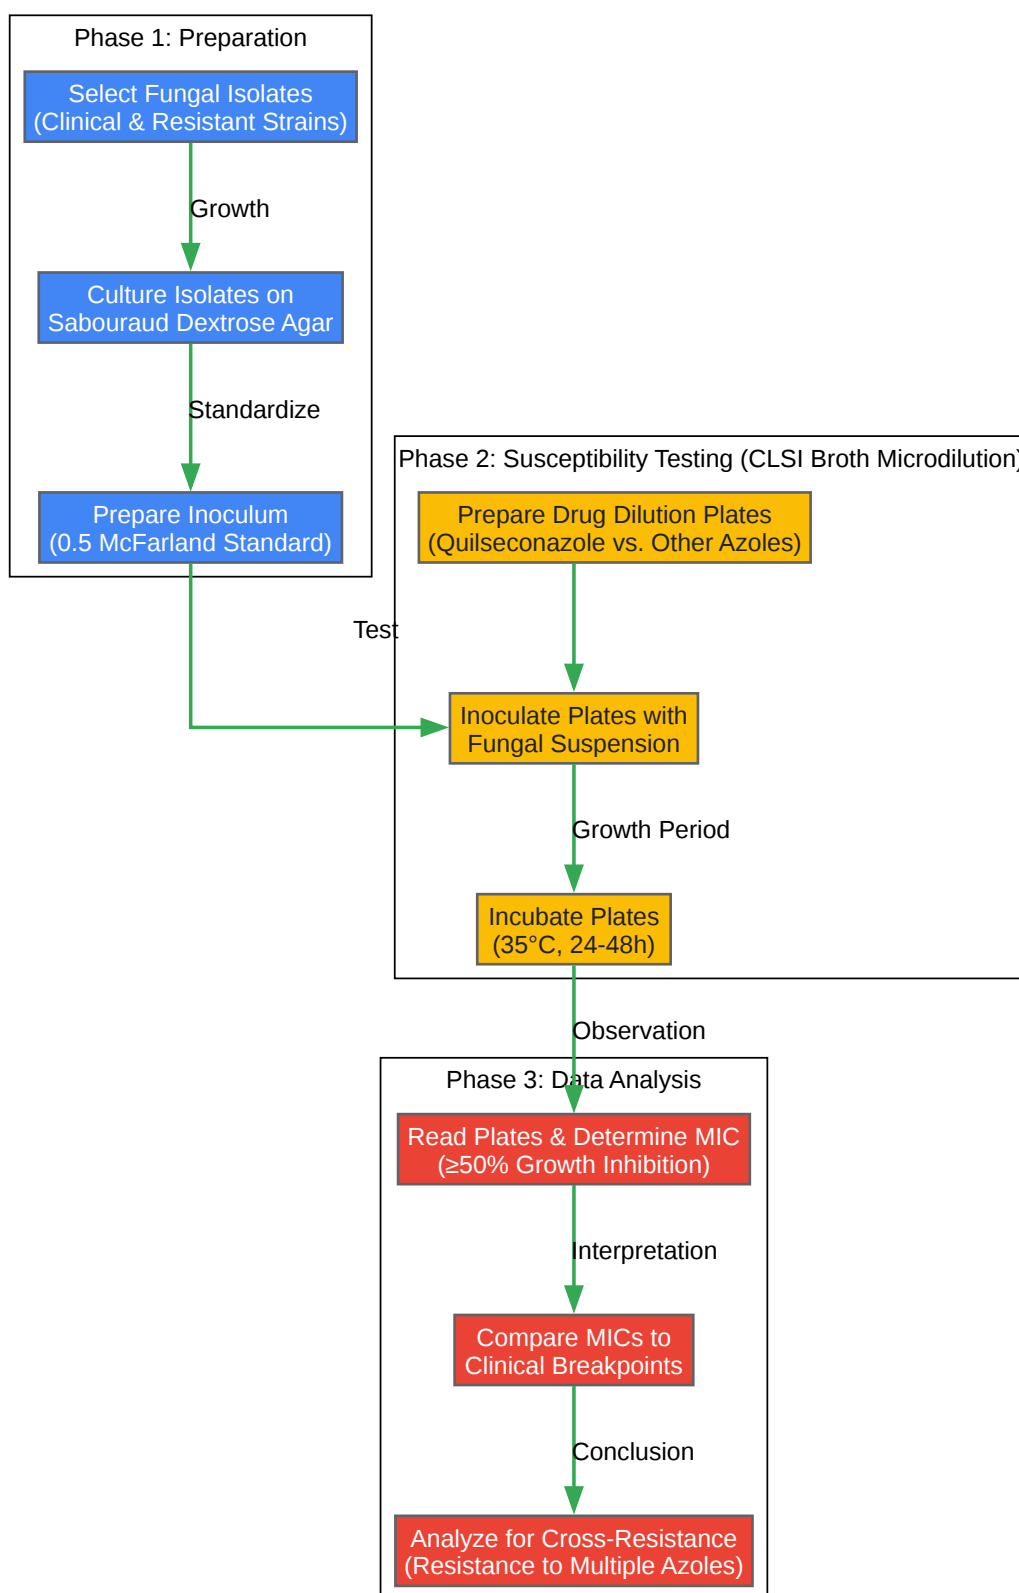 Phase 1: Preparation
Select Fungal Isolates
(Clinical & Resistant Strains)
Growth
Culture Isolates on
Sabouraud Dextrose Agar
Standardize
Prepare Inoculum
(0.5 McFarland Standard)
Test
Phase 2: Susceptibility Testing (CLSI Broth Microdilution)
Prepare Drug Dilution Plates
(Quilseconazole vs. Other Azoles)
Inoculate Plates with
Fungal Suspension
Growth Period
Incubate Plates
(35°C, 24-48h)
Observation
Phase 3: Data Analysis
Read Plates & Determine MIC
(≥50% Growth Inhibition)
Interpretation
Compare MICs to
Clinical Breakpoints
Conclusion
Analyze for Cross-Resistance
(Resistance to Multiple Azoles)